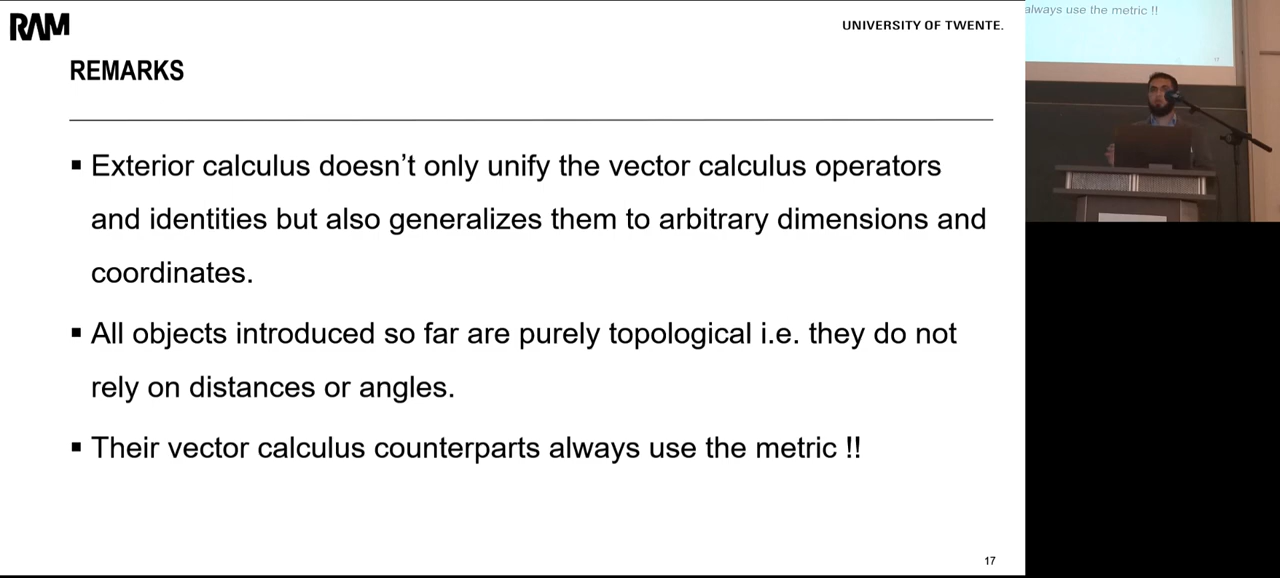 RAM
UNIVERSITY OF TWENTE.
REMARKS
▪ Exterior calculus doesn’t only unify the vector calculus operators
and identities but also generalizes them to arbitrary dimensions and
coordinates.
▪ All objects introduced so far are purely topological i.e. they do not
rely on distances or angles.
▪ Their vector calculus counterparts always use the metric !!
17
always use the metric !!
17